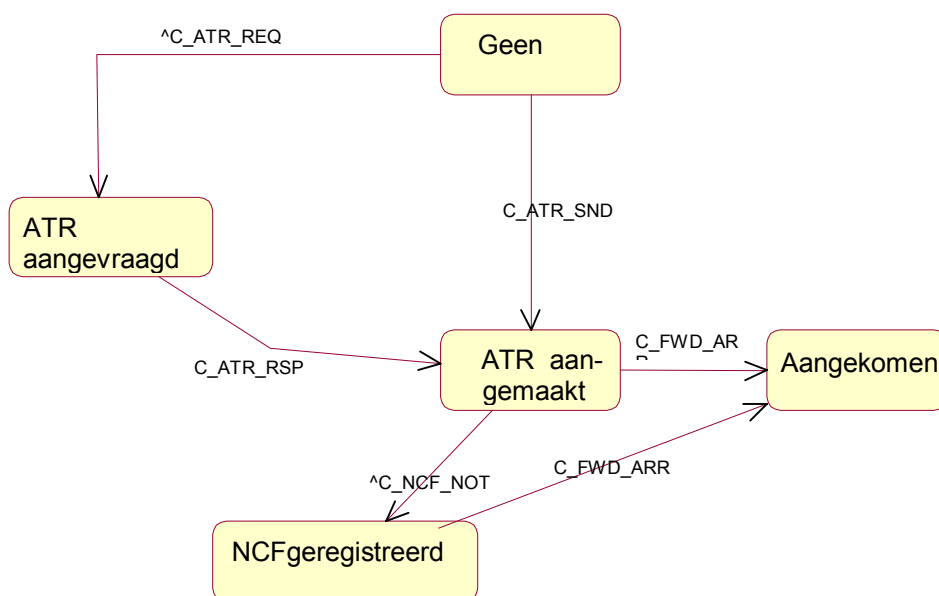 ^C_ATR_REQ
Geen
C_ATR_SND
ATR
aangevraagd
C_ATR_RSP
ATR aan-
gemaakt
C_FWD_AR
Aangekomen
^C_NCF_NOT
C_FWD_ARR
NCFgeregistreerd